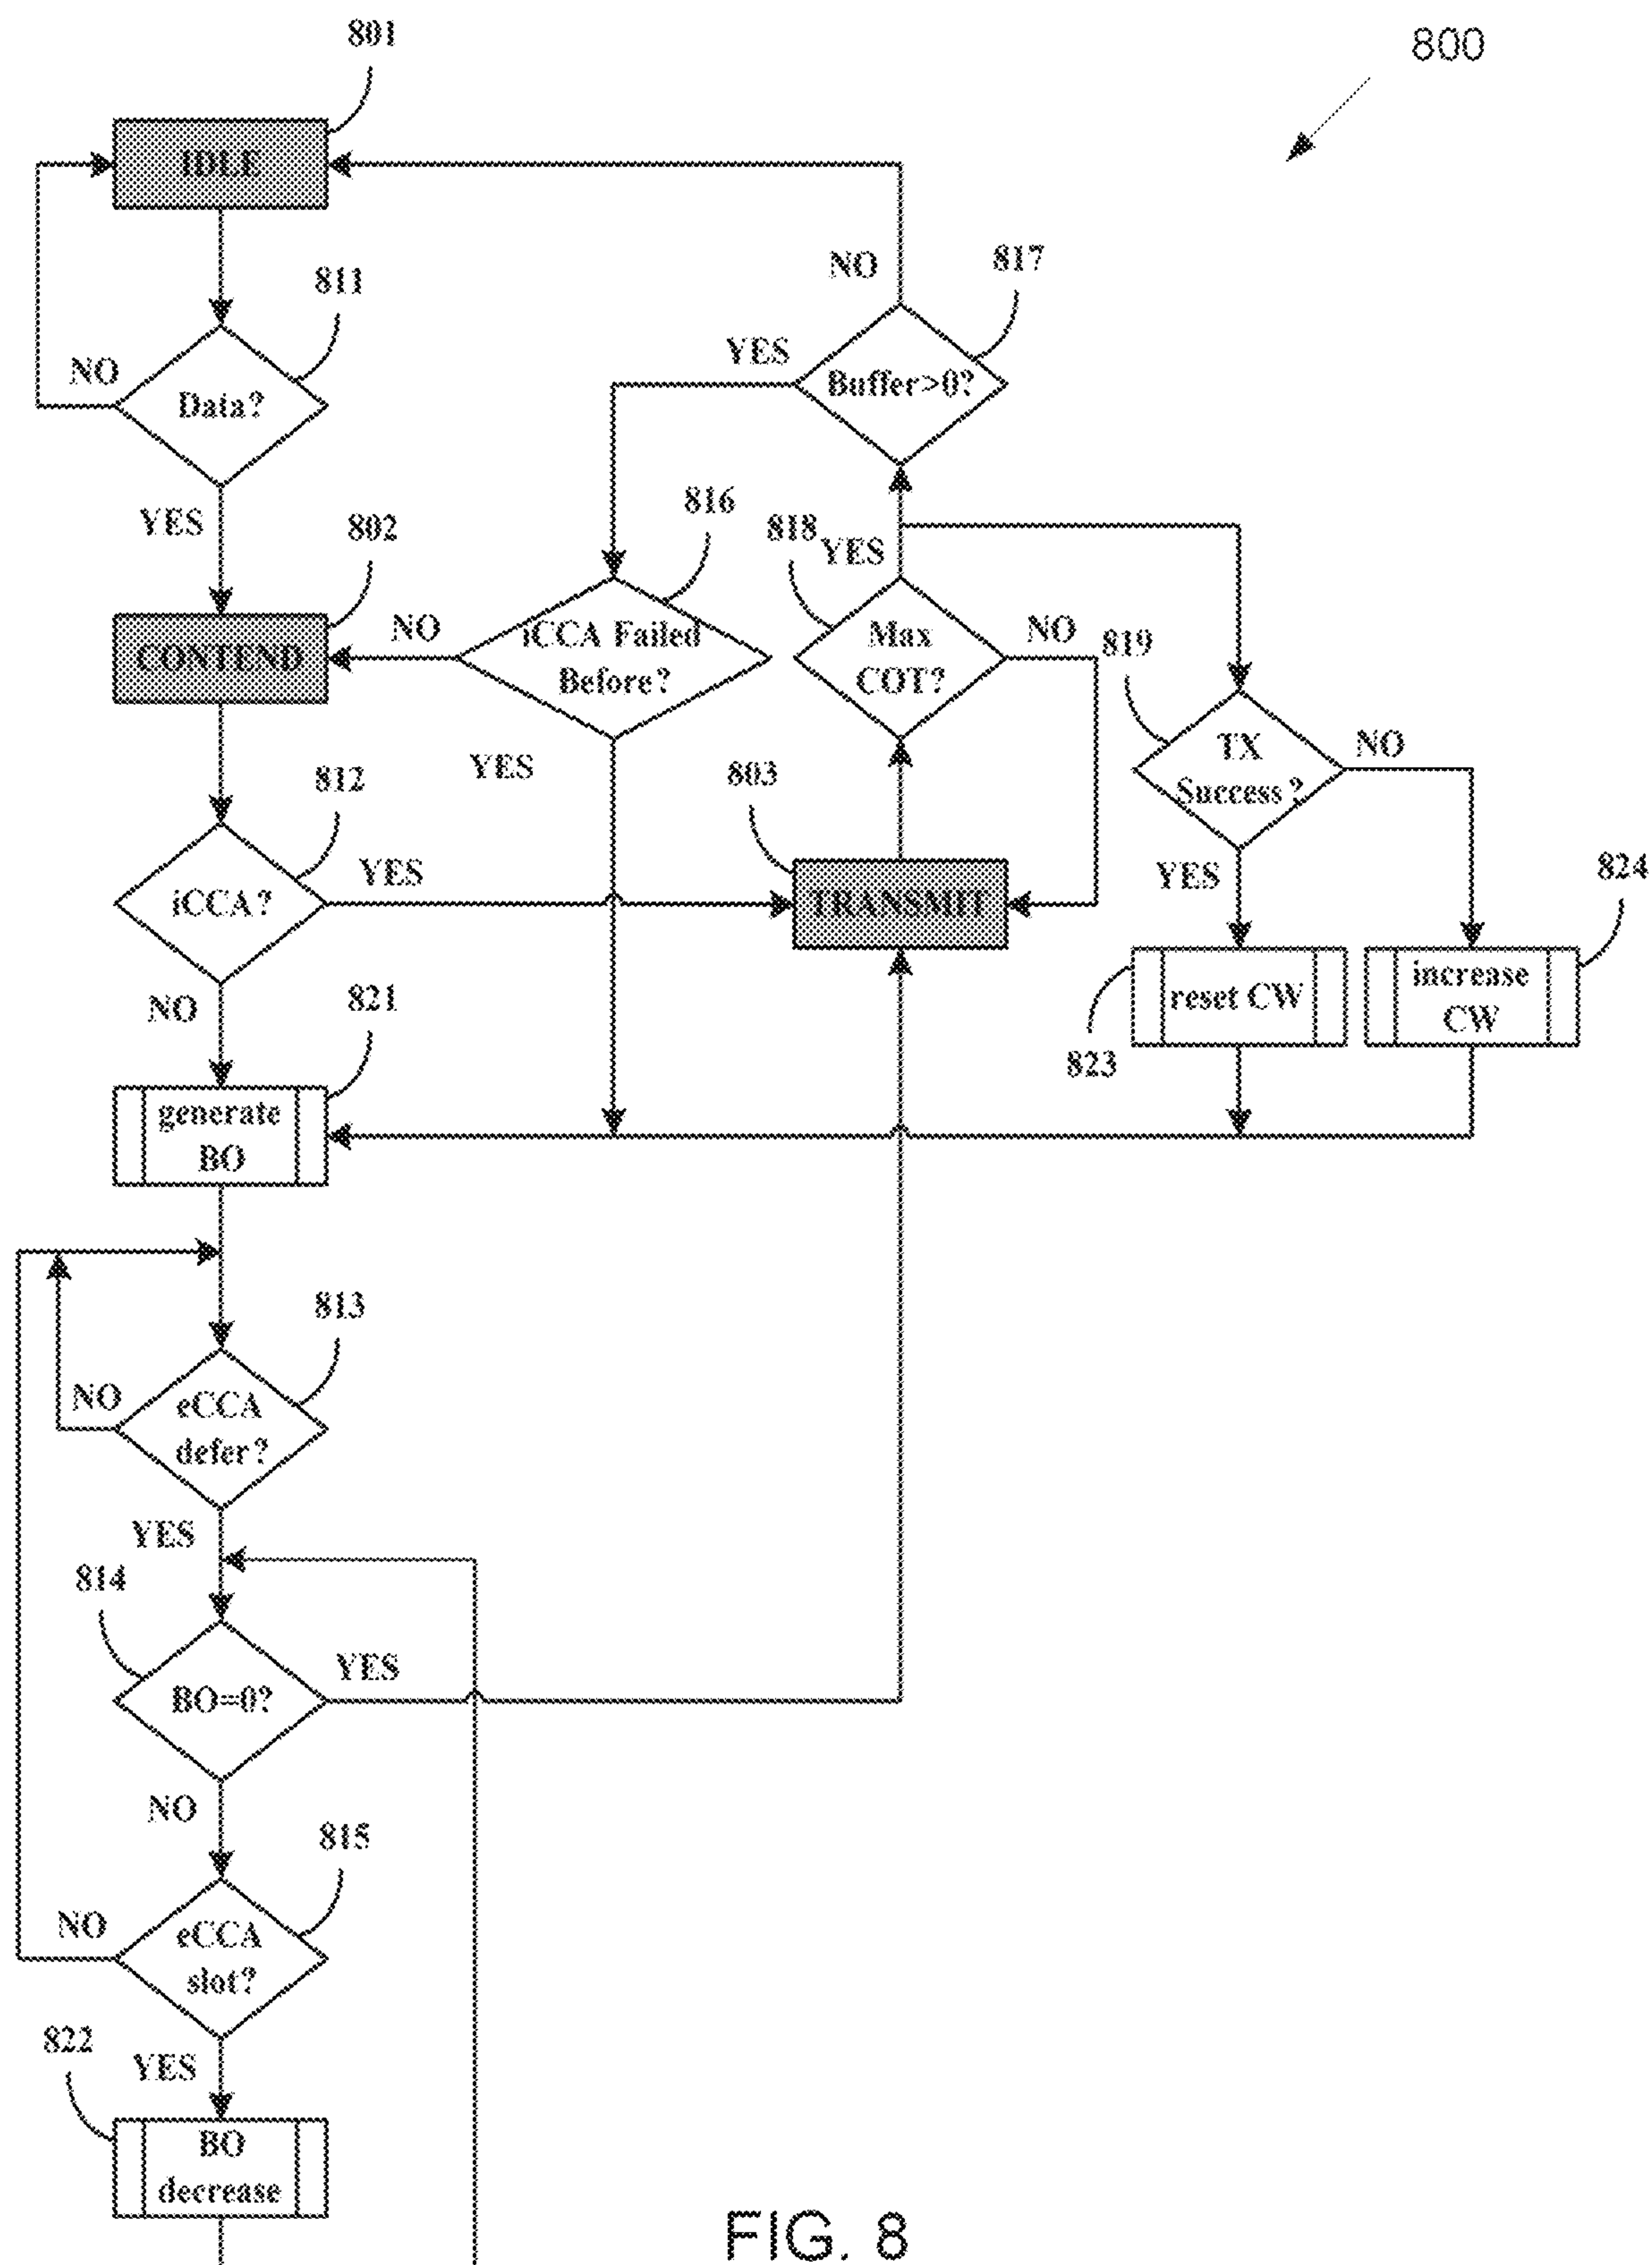 801
800
IDLE
811
NO
817
NO
YES
Buffer>0?
Data?
YES
802
816
818
YES
CONTEND
NO
iCCA Failed
Before?
Max
COT?
NO
819
YES
803
TX
Success?
NO
812
iCCA?
YES
TRANSMIT
YES
824
NO
821
reset CW
increase
CW
823
generate
BO
813
NO
eCCA
defer?
YES
814
BO=0?
YES
NO
815
NO
eCCA
slot?
822
YES
BO
decrease
FIG. 8